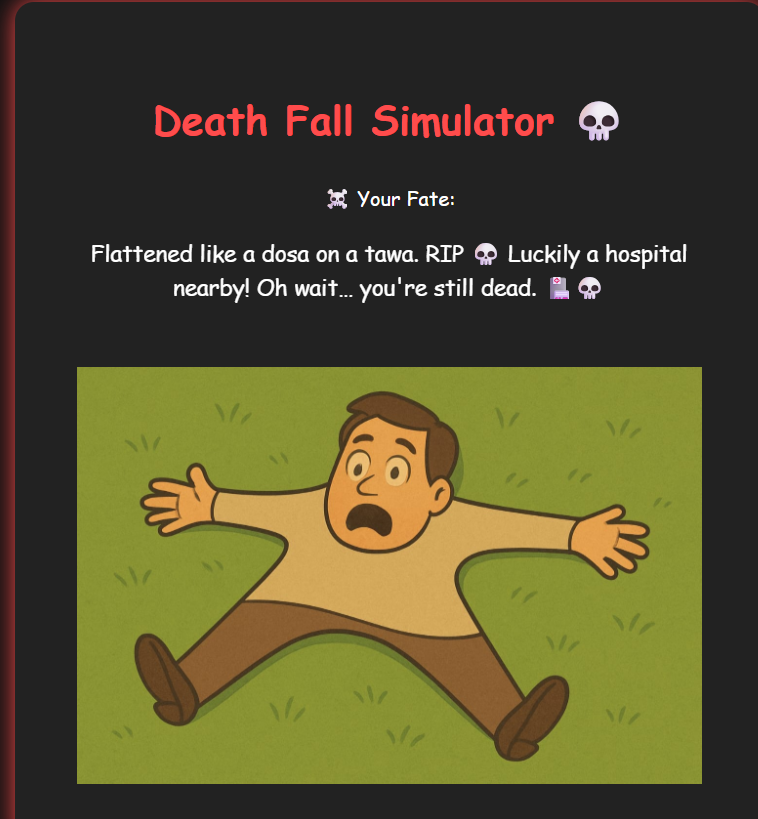 Death Fall Simulator 💀
☠️ Your Fate:
Flattened like a dosa on a tawa. RIP 💀 Luckily a hospital
nearby! Oh wait... you're still dead. 🏥💀